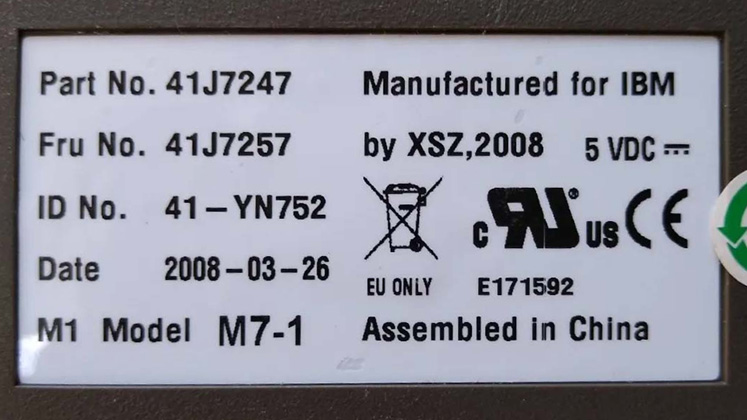 Part No. 41J7247
Fru No. 41J7257
ID No. 41-YN752
Date 2008-03-26
M1 Model M7-1
Manufactured for IBM
by XSZ,2008 5 VDC
EU ONLY
c RU ® US CE
E171592
Assembled in China